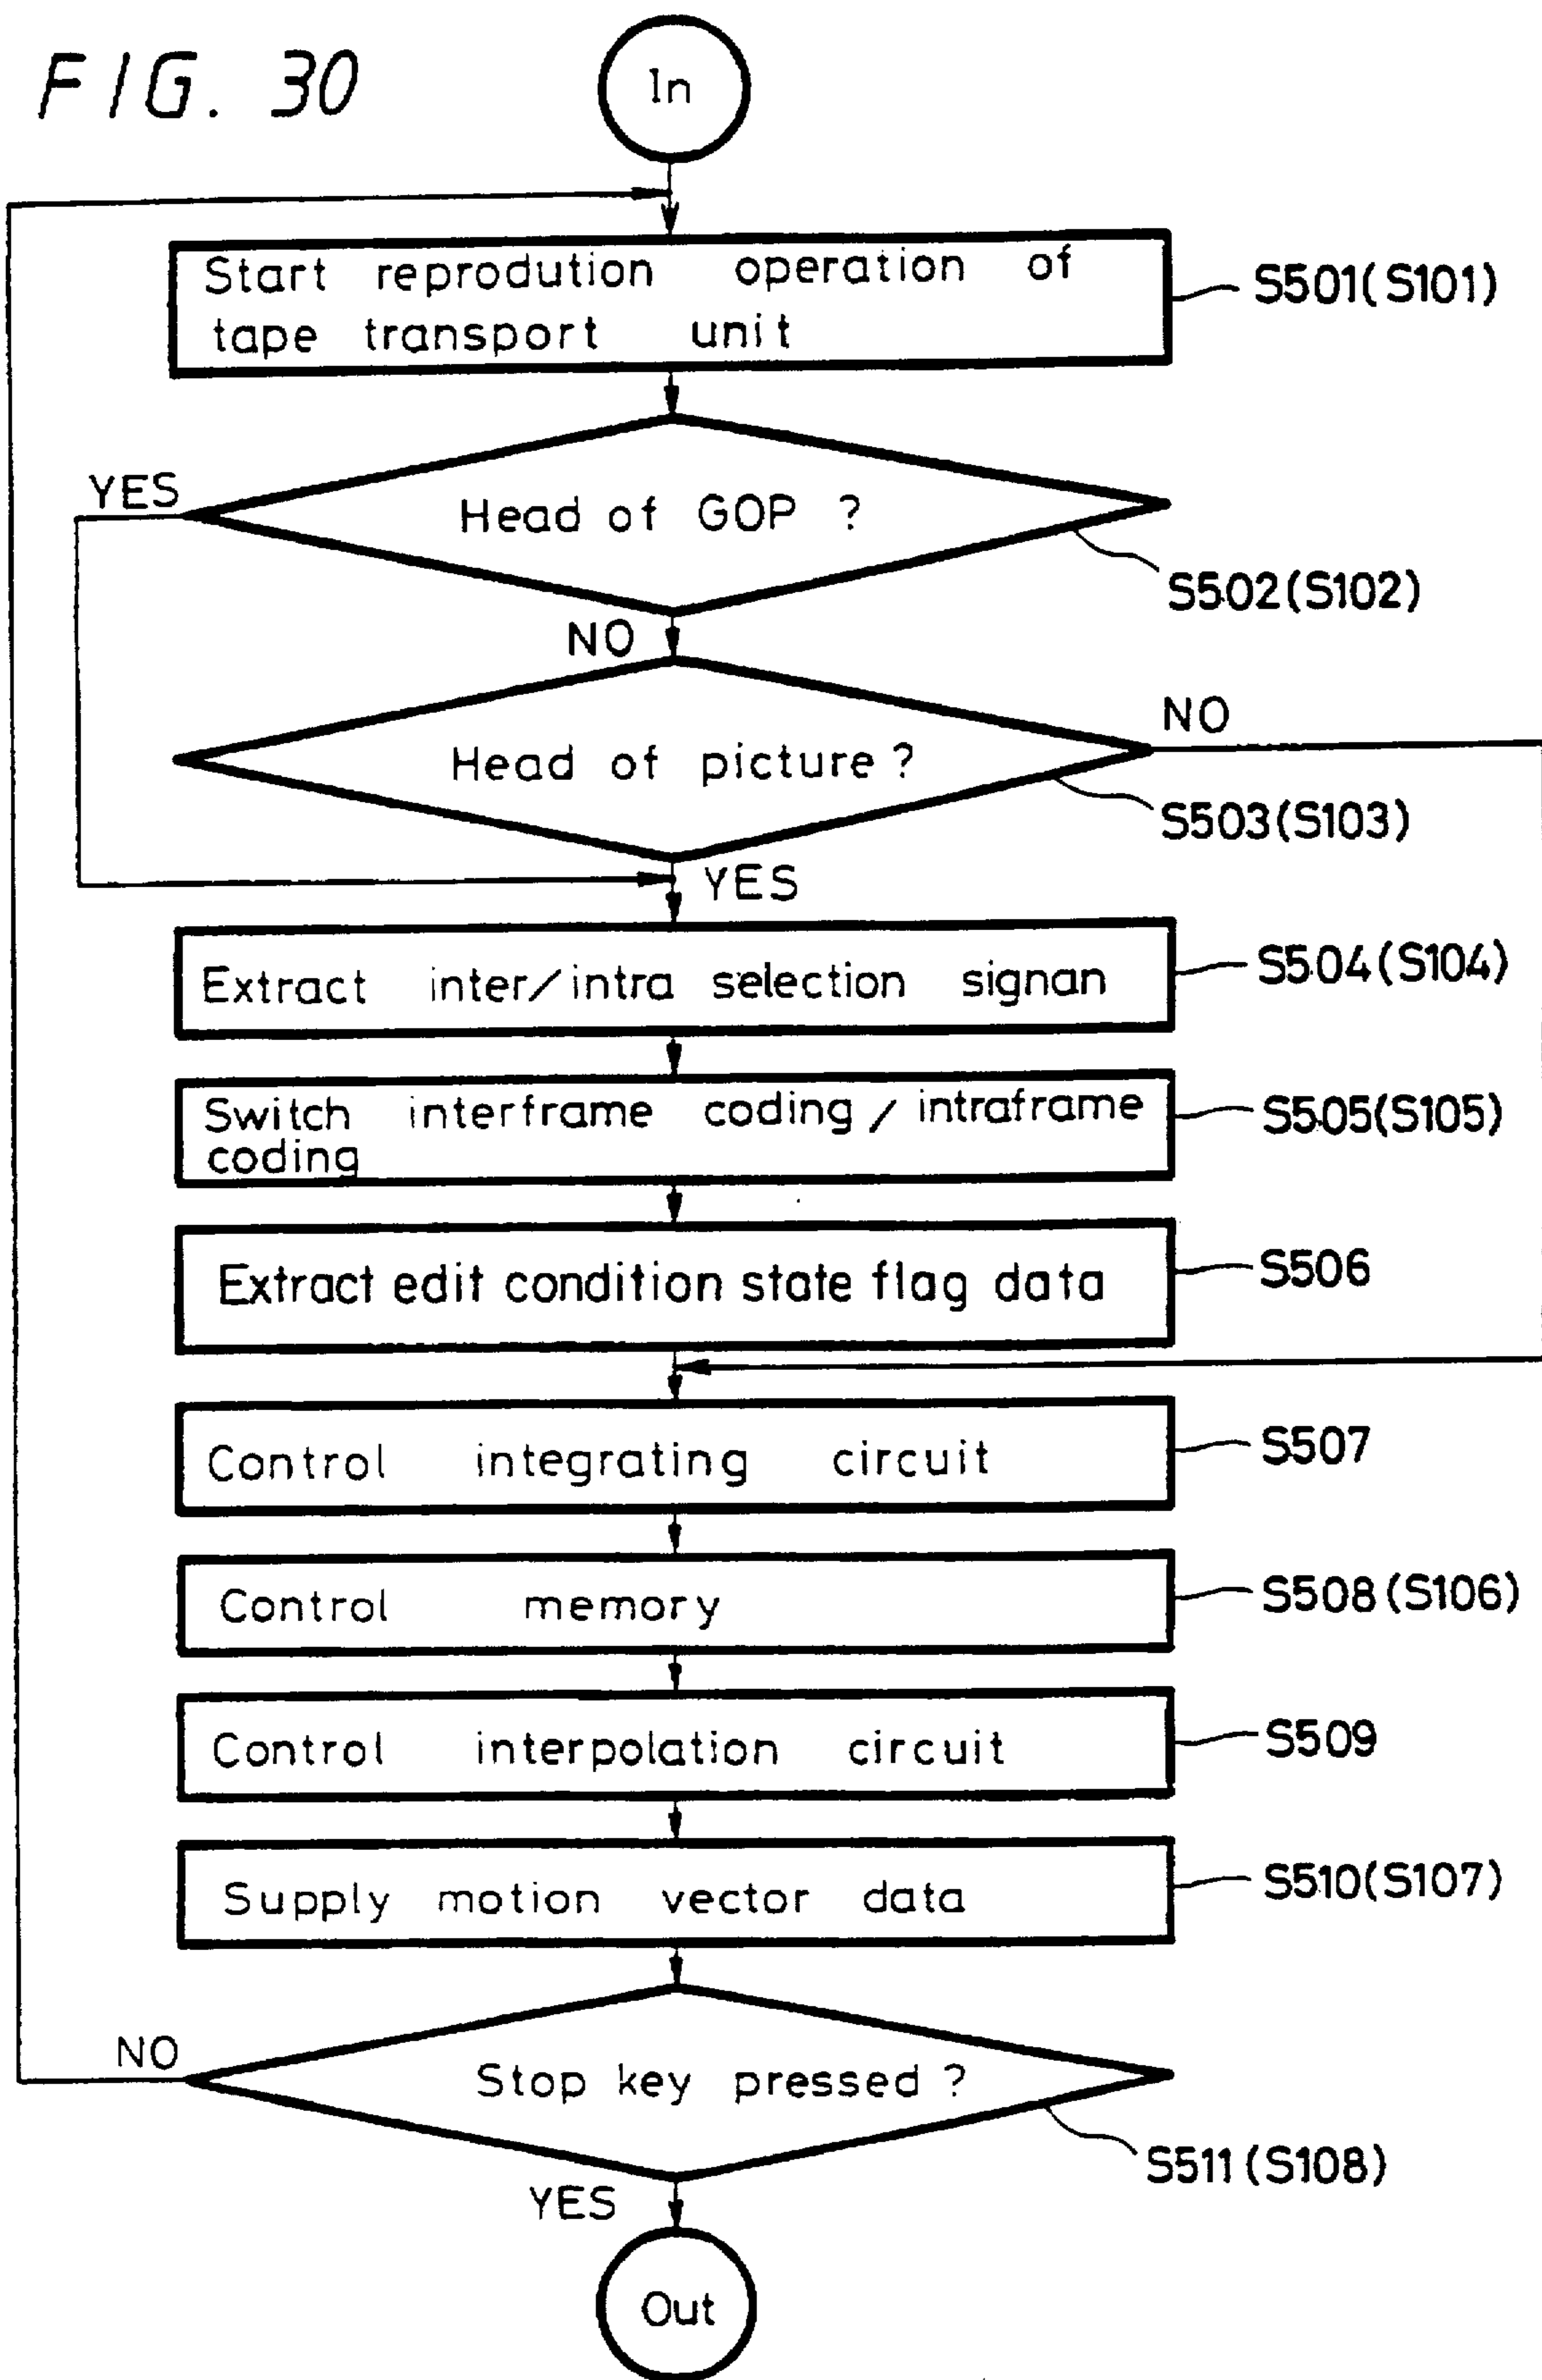 FIG. 30
In
Start reprodution operation of
tape transport unit
S501(S101)
YES
Head of GOP ?
S502(S102)
NO
Head of picture ?
NO
S503(S103)
YES
Extract inter/intra selection signan
S504(S104)
Switch interframe coding / intraframe
coding
S505(S105)
Extract edit condition state flag data
S506
Control integrating circuit
S507
Control memory
S508(S106)
Control interpolation circuit
S509
Supply motion vector data
S510(S107)
NO
Stop key pressed ?
S511(S108)
YES
Out